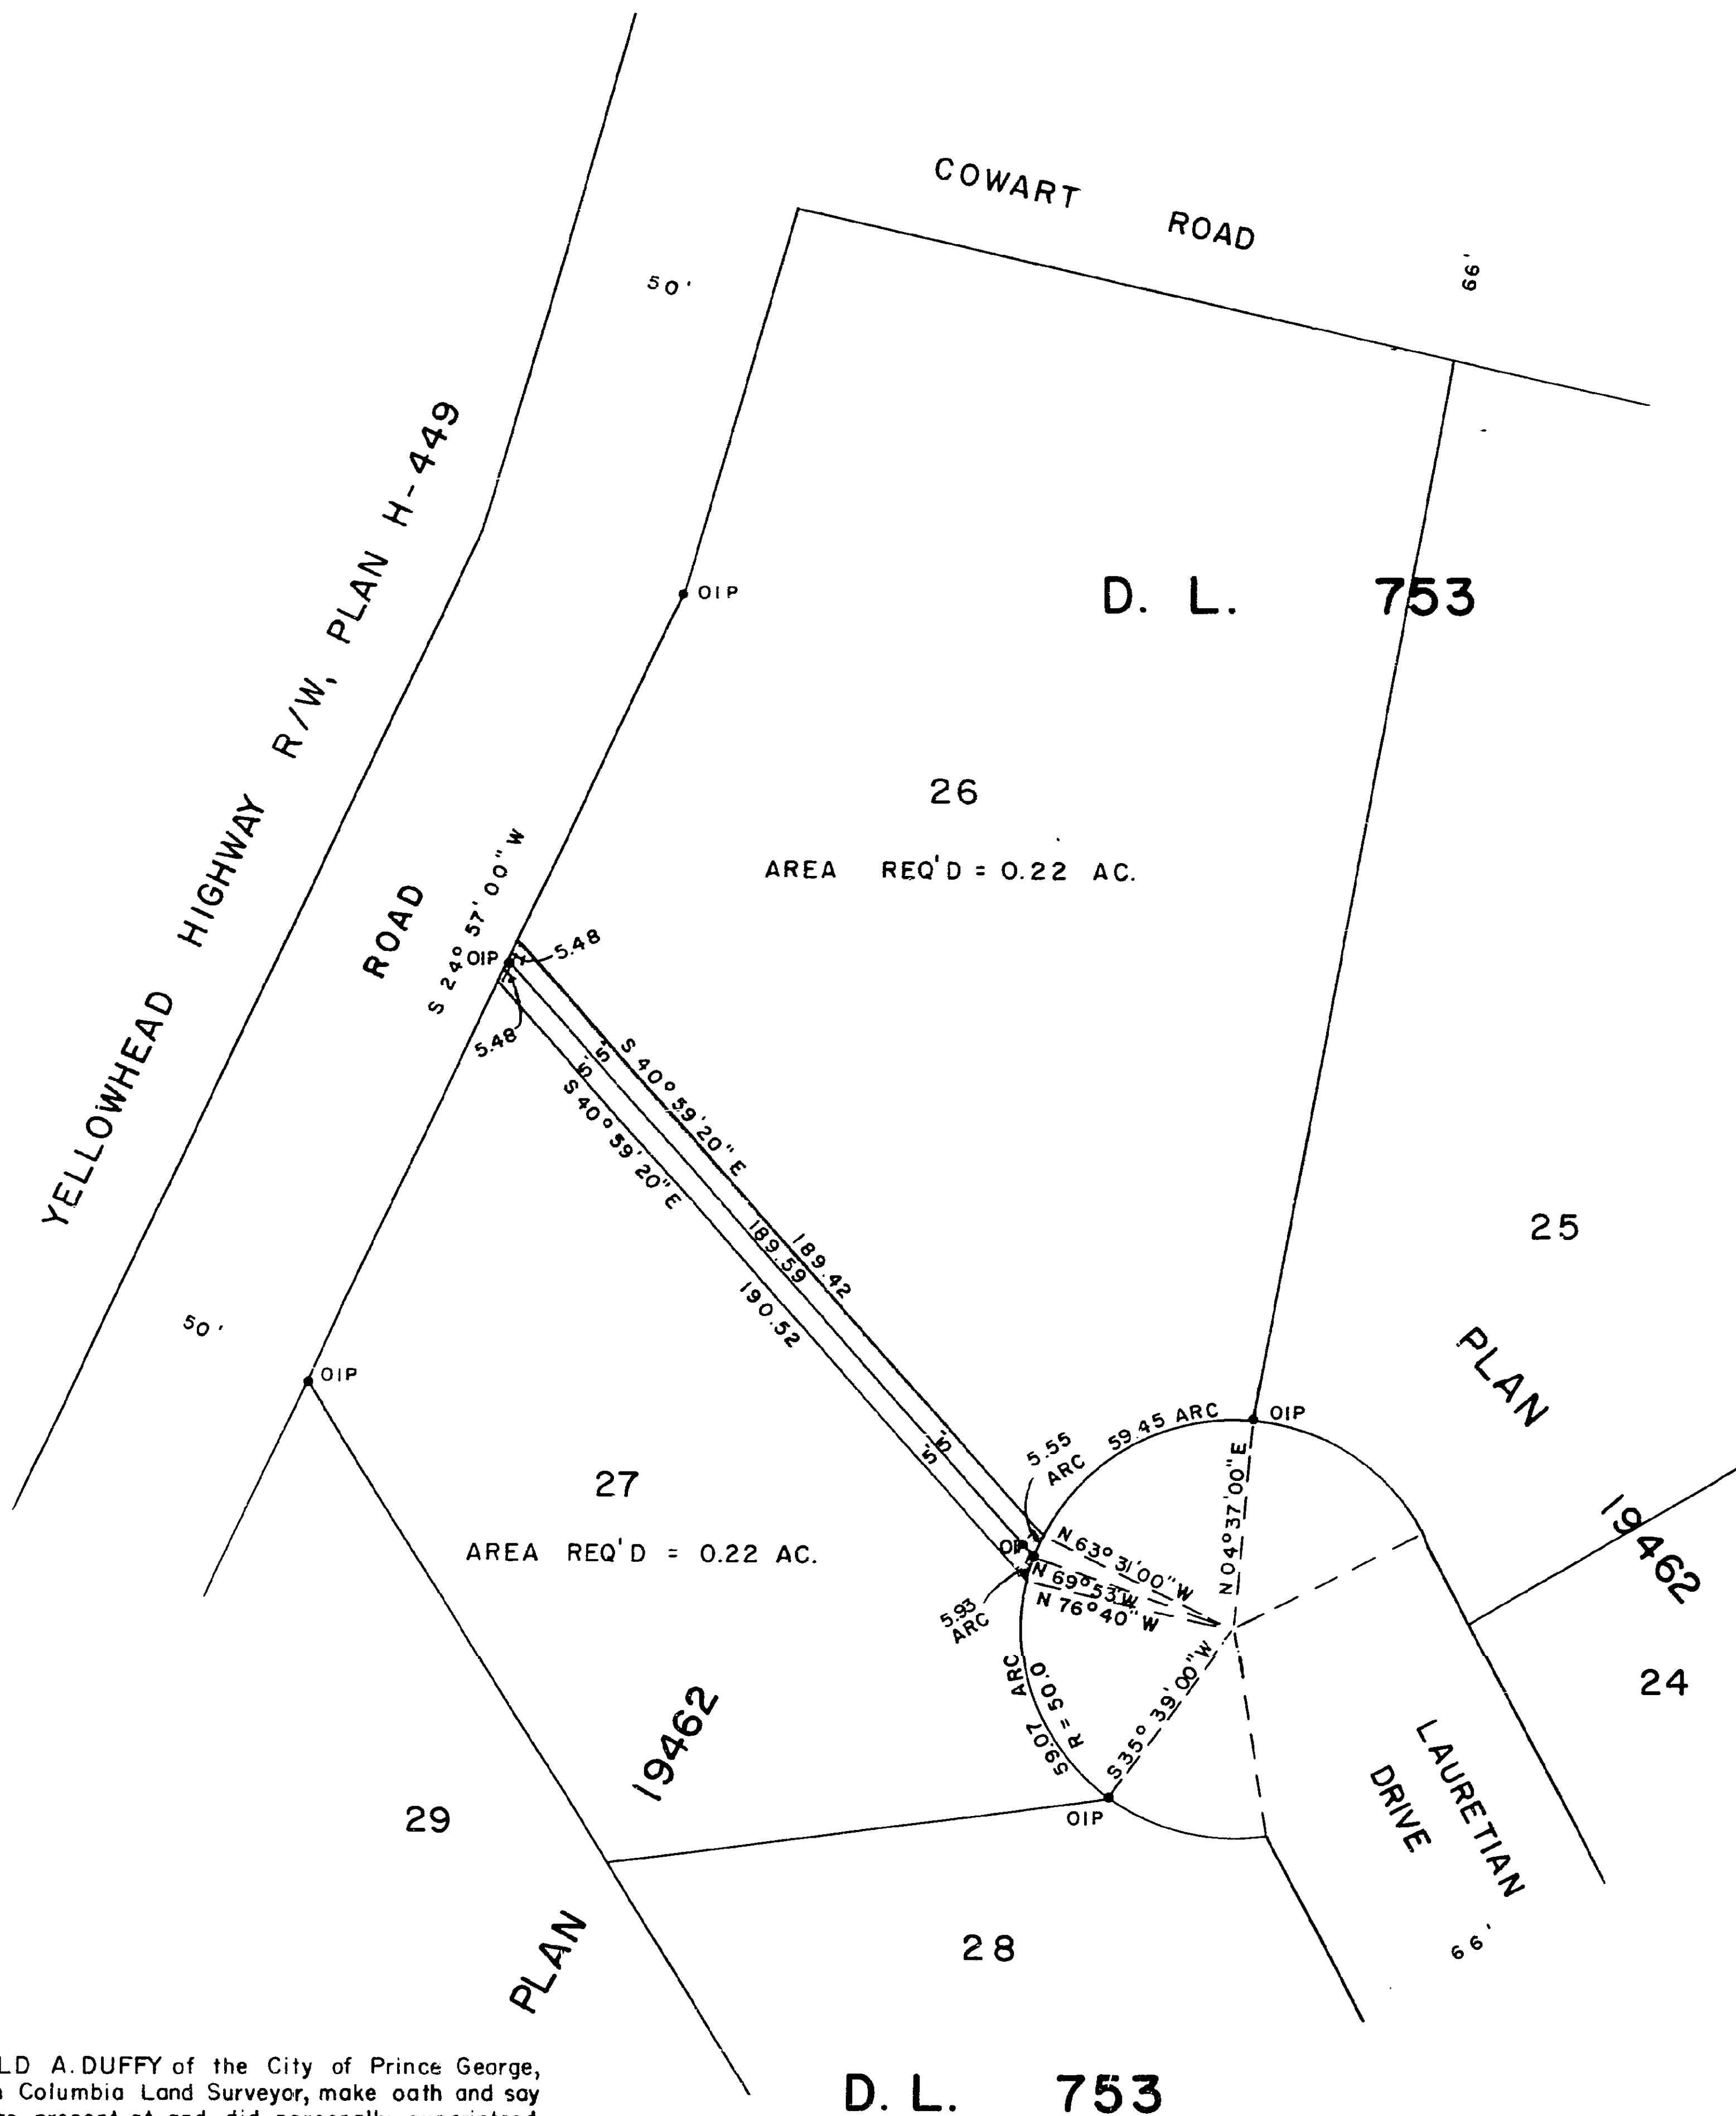 COWART ROAD
50'
66'
YELLOWHEAD HIGHWAY R/W, PLAN H-449
OIP
D. L. 753
26
AREA REQ'D = 0.22 AC.
ROAD
S 24° 57' 00" W
OIP
5.48
5.48
5'
5'
S 40° 59' 20" E
S 40° 59' 20" E
189.42
189.59
190.52
25
50'
OIP
PLAN
19462
5'
5'
5.55
ARC
59.45 ARC
OIP
N 04° 37' 00" E
27
AREA REQ'D = 0.22 AC.
OIP
N 63° 31' 00" W
N 69° 53' W
N 76° 40" W
5.93
ARC
59.07 ARC
R = 50.0
S 35° 39' 00" W
OIP
24
19462
29
LAURETIAN
DRIVE
66'
PLAN
28
LD A. DUFFY of the City of Prince George,
Columbia Land Surveyor, make oath and say
D. L. 753